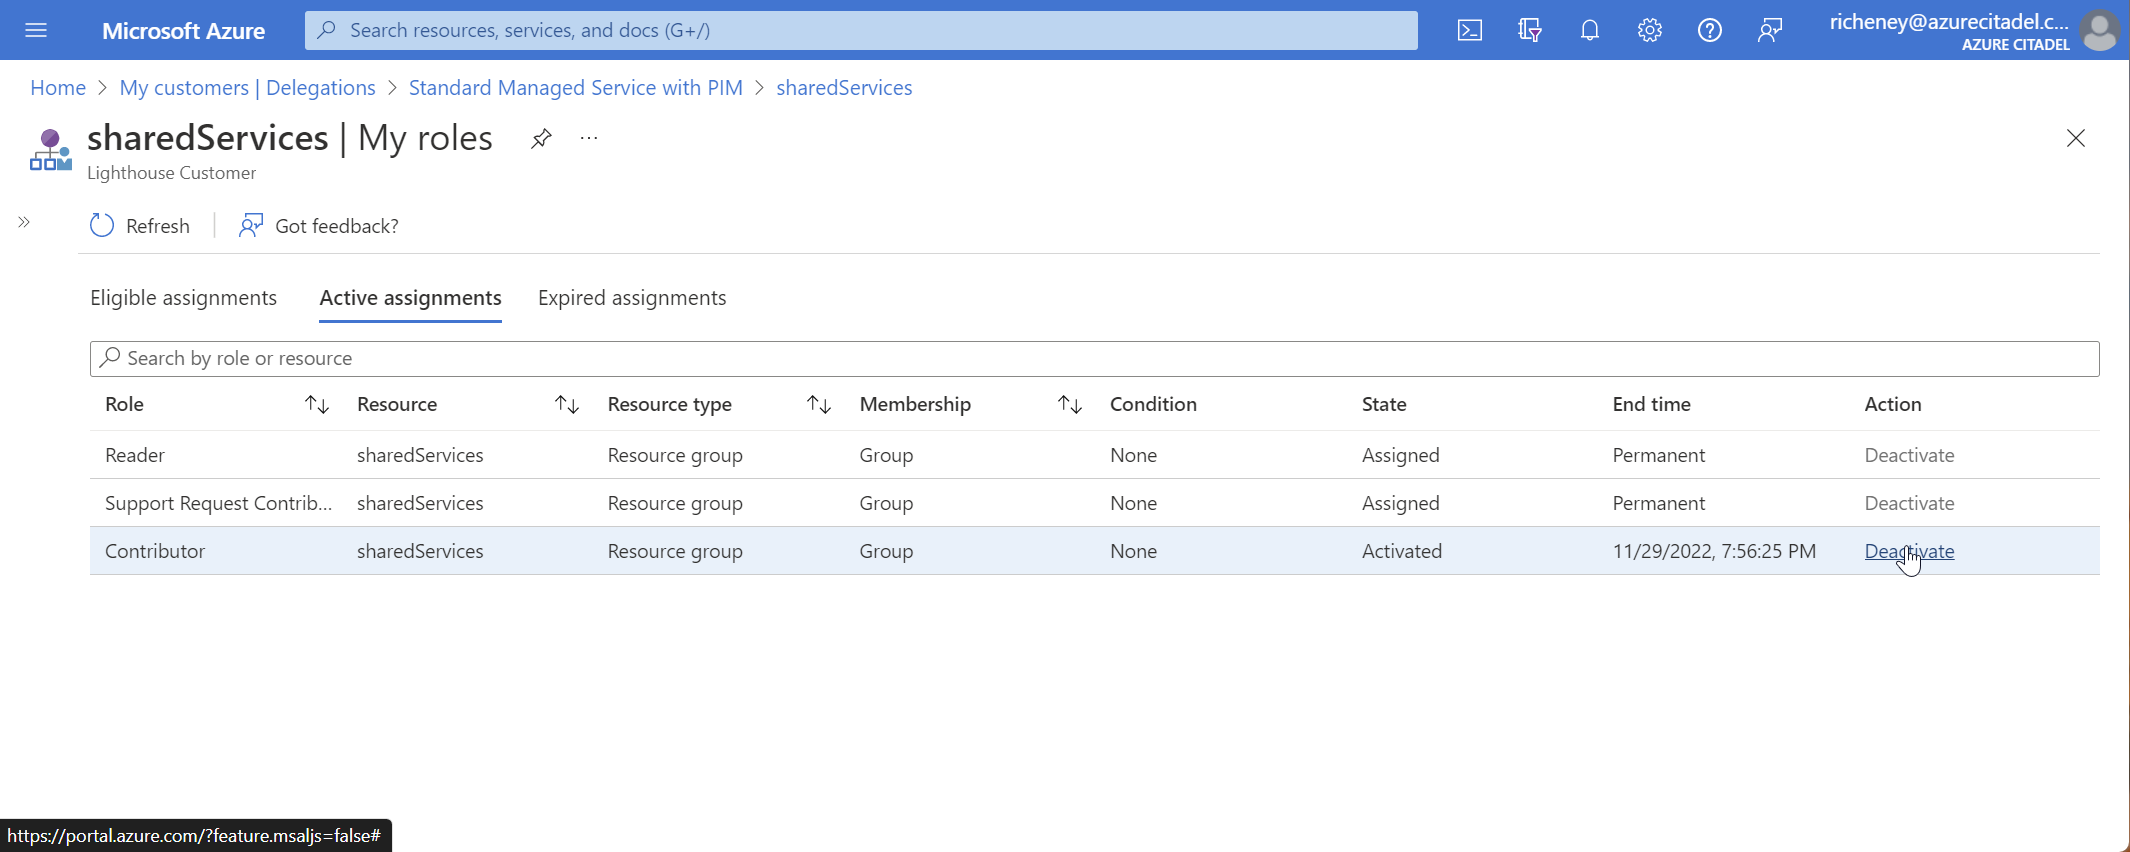 Microsoft Azure
Search resources, services, and docs (G+/)
richeney@azurecitadel.c...
AZURE CITADEL
Home > My customers | Delegations > Standard Managed Service with PIM > sharedServices
sharedServices | My roles ...
Lighthouse Customer
Refresh
Got feedback?
Eligible assignments Active assignments Expired assignments
Search by role or resource
Role Resource Resource type Membership Condition State End time Action
Reader sharedServices Resource group Group None Assigned Permanent Deactivate
Support Request Contrib... sharedServices Resource group Group None Assigned Permanent Deactivate
Contributor sharedServices Resource group Group None Activated 11/29/2022, 7:56:25 PM Deactivate
https://portal.azure.com/?feature.msaljs=false#